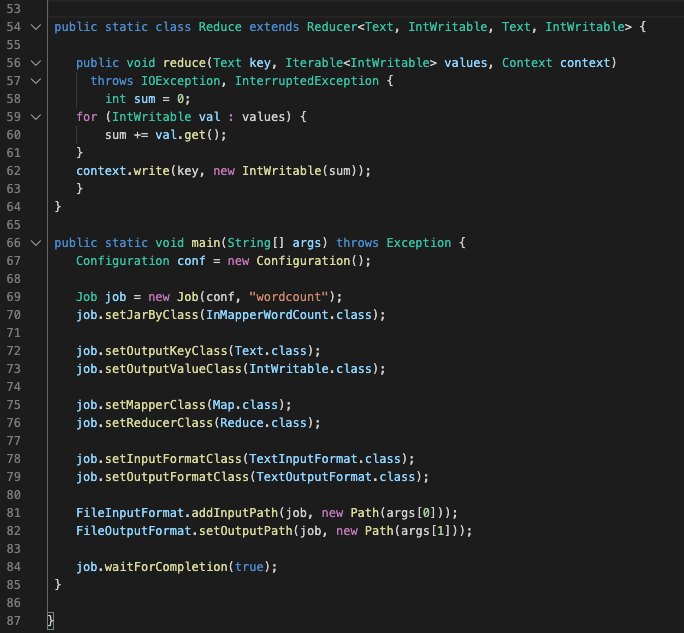 53
54 public static class Reduce extends Reducer<Text, IntWritable, Text, IntWritable> {
55
56 public void reduce(Text key, Iterable<IntWritable> values, Context context)
57 throws IOException, InterruptedException {
58 int sum = 0;
59 for (IntWritable val : values) {
60 sum += val.get();
61 }
62 context.write(key, new IntWritable(sum));
63 }
64 }
65
66 public static void main(String[] args) throws Exception {
67 Configuration conf = new Configuration();
68
69 Job job = new Job(conf, "wordcount");
70 job.setJarByClass(InMapperWordCount.class);
71
72 job.setOutputKeyClass(Text.class);
73 job.setOutputValueClass(IntWritable.class);
74
75 job.setMapperClass(Map.class);
76 job.setReducerClass(Reduce.class);
77
78 job.setInputFormatClass(TextInputFormat.class);
79 job.setOutputFormatClass(TextOutputFormat.class);
80
81 FileInputFormat.addInputPath(job, new Path(args[0]));
82 FileOutputFormat.setOutputPath(job, new Path(args[1]));
83
84 job.waitForCompletion(true);
85 }
86
87 }